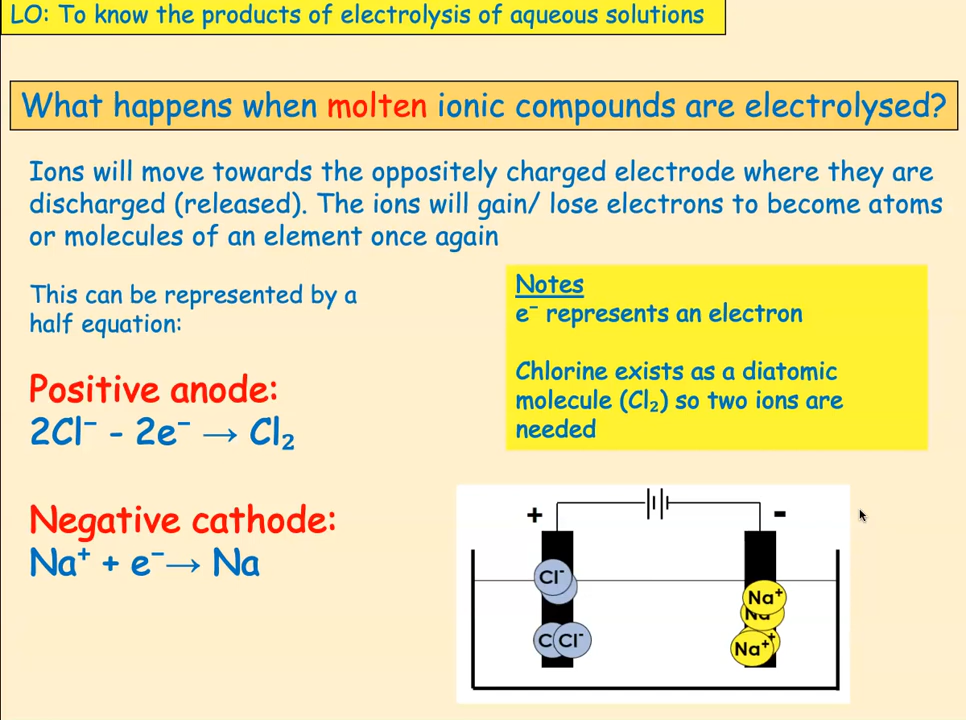 LO: To know the products of electrolysis of aqueous solutions
What happens when molten ionic compounds are electrolysed?
Ions will move towards the oppositely charged electrode where they are
discharged (released). The ions will gain/ lose electrons to become atoms
or molecules of an element once again
This can be represented by a
half equation:
Positive anode:
2Cl⁻ - 2e⁻ → Cl₂
Negative cathode:
Na⁺ + e⁻→ Na
Notes
e⁻ represents an electron
Chlorine exists as a diatomic
molecule (Cl₂) so two ions are
needed
+ -
Cl⁻
Na⁺
Na
C Cl⁻
Na⁺ +